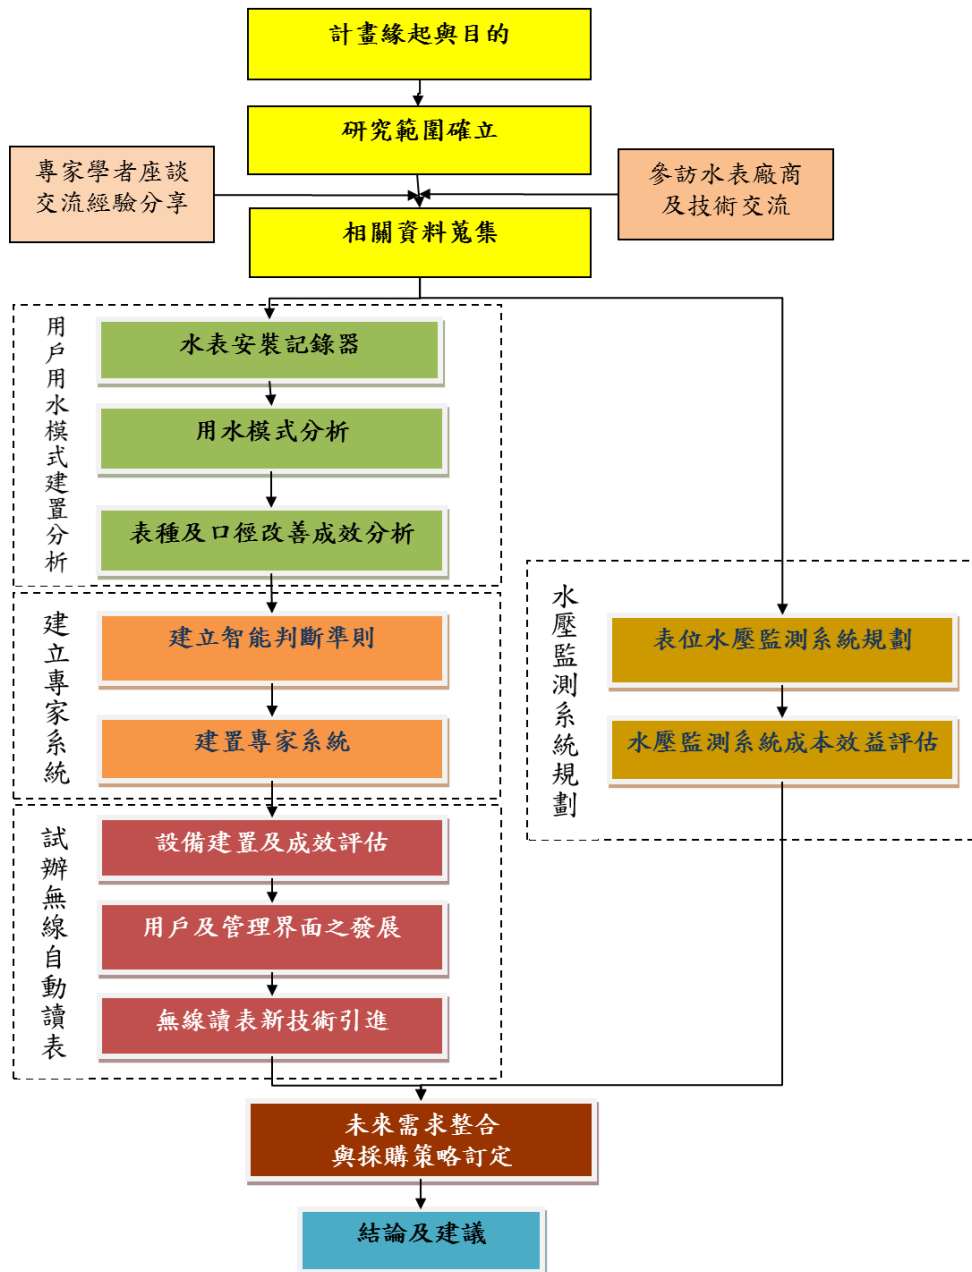 計畫緣起與目的
研究範圍確立
專家學者座談
交流經驗分享
參訪水表廠商
及技術交流
相關資料蒐集
用戶用水模式建置分析
水表安裝記錄器
用水模式分析
表種及口徑改善成效分析
建立專家系統
建立智能判斷準則
建置專家系統
水壓監測系統規劃
表位水壓監測系統規劃
水壓監測系統成本效益評估
試辦無線自動讀表
設備建置及成效評估
用戶及管理界面之發展
無線讀表新技術引進
未來需求整合
與採購策略訂定
結論及建議